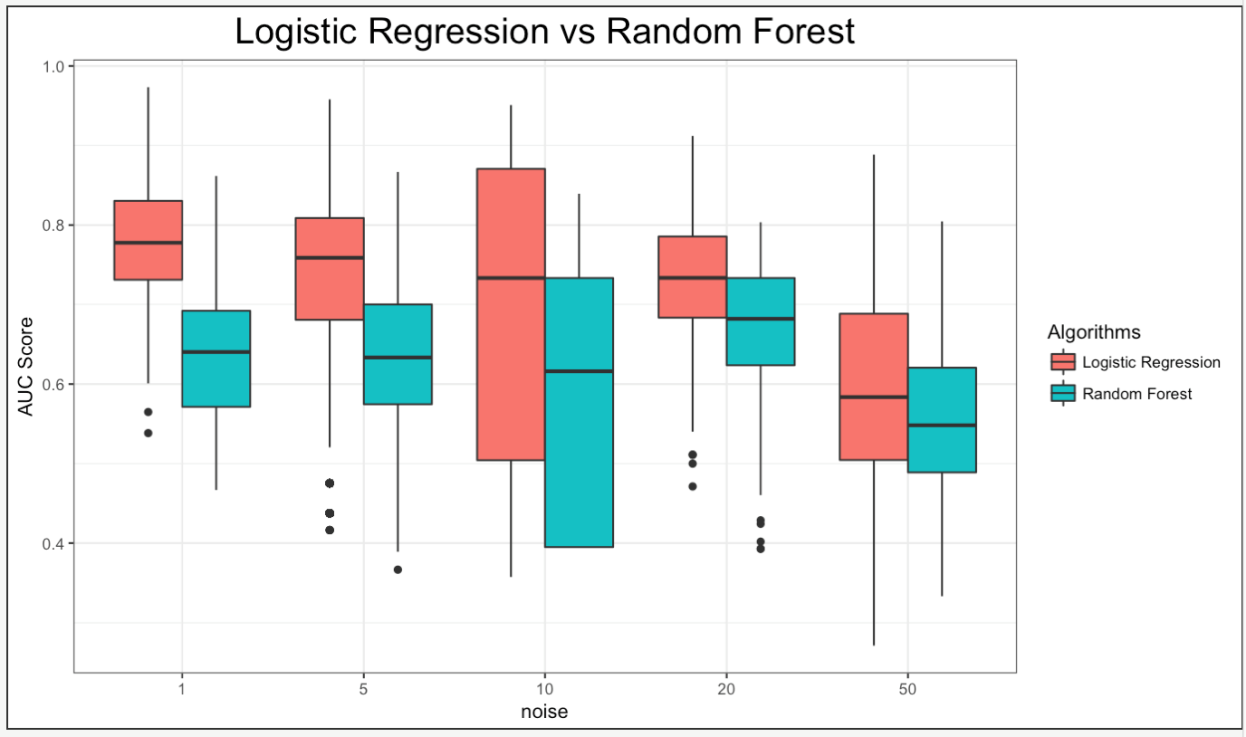 Logistic Regression vs Random Forest
1.0
0.8
0.6
0.4
AUC Score
1 5 10 20 50
noise
Algorithms
Logistic Regression
Random Forest